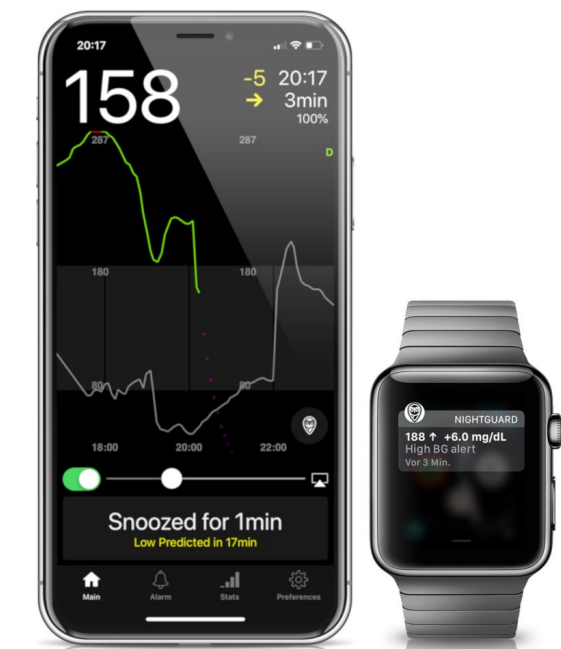 20:17
158
-5 20:17
→ 3min
100%
287 287
D
180 180
80 80
18:00 20:00 22:00
Snoozed for 1min
Low Predicted in 17min
Main Alarm Stats Preferences
NIGHTGUARD
188 ↑ +6.0 mg/dL
High BG alert
Vor 3 Min.